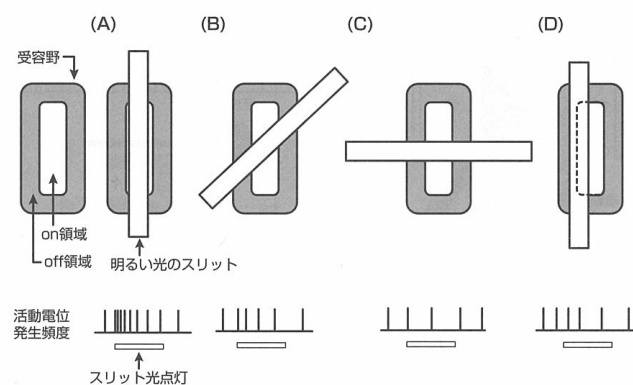 (A)
(B)
(C)
(D)
受容野
on領域
off領域
明るい光のスリット
活動電位
発生頻度
スリット光点灯